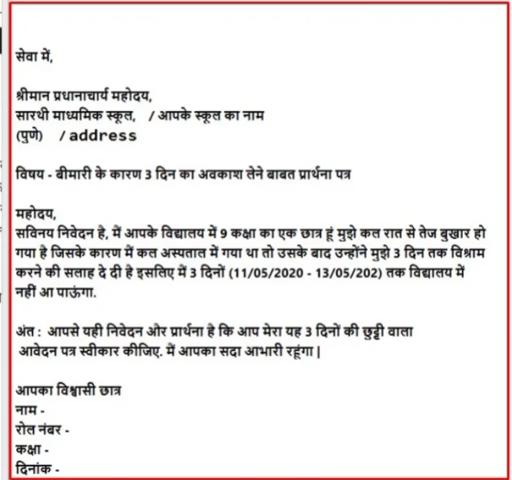 सेवा में,
श्रीमान प्रधानाचार्य महोदय,
सारथी माध्यमिक स्कूल, / आपके स्कूल का नाम
(पुणे) / address
विषय - बीमारी के कारण 3 दिन का अवकाश लेने बाबत प्रार्थना पत्र
महोदय,
सविनय निवेदन है, में आपके विद्यालय में 9 कक्षा का एक छात्र हूं मुझे कल रात से तेज बुखार हो
गया है जिसके कारण में कल अस्पताल में गया था तो उसके बाद उन्होंने मुझे 3 दिन तक विश्राम
करने की सलाह दे दी है इसलिए में 3 दिनों (11/05/2020 - 13/05/202) तक विद्यालय में
नहीं आ पाऊंगा.
अंत : आपसे यही निवेदन और प्रार्थना है कि आप मेरा यह 3 दिनों की छुट्टी वाला
आवेदन पत्र स्वीकार कीजिए. में आपका सदा आभारी रहूंगा |
आपका विश्वासी छात्र
नाम -
रोल नंबर -
कक्षा -
दिनांक -